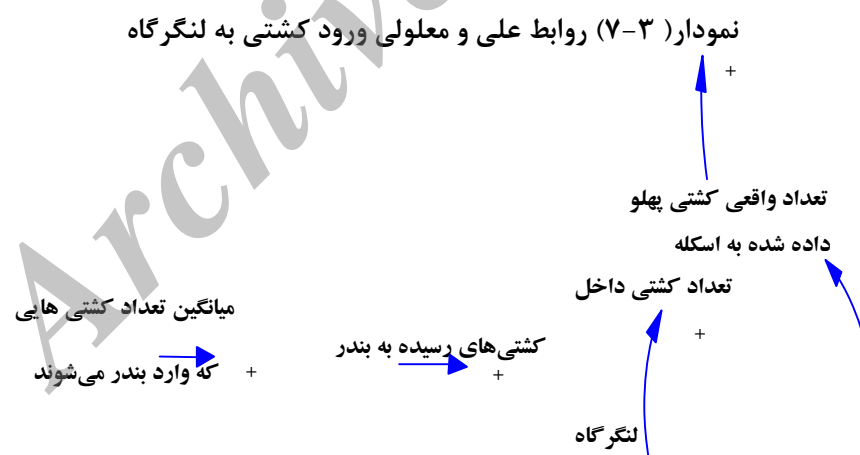 نمودار( ۳-۷) روابط علی و معلولی ورود کشتی به لنگرگاه
+
تعداد واقعی کشتی پهلو
داده شده به اسکله
تعداد کشتی داخل
+
میانگین تعداد کشتی هایی
کشتی‌های رسیده به بندر
+
که وارد بندر می‌شوند
+
لنگرگاه
Archive